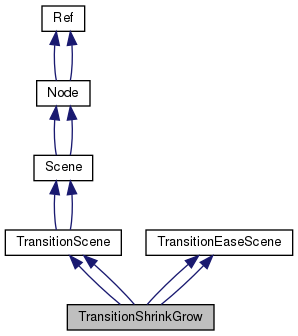 Ref
Node
Scene
TransitionScene
TransitionEaseScene
TransitionShrinkGrow